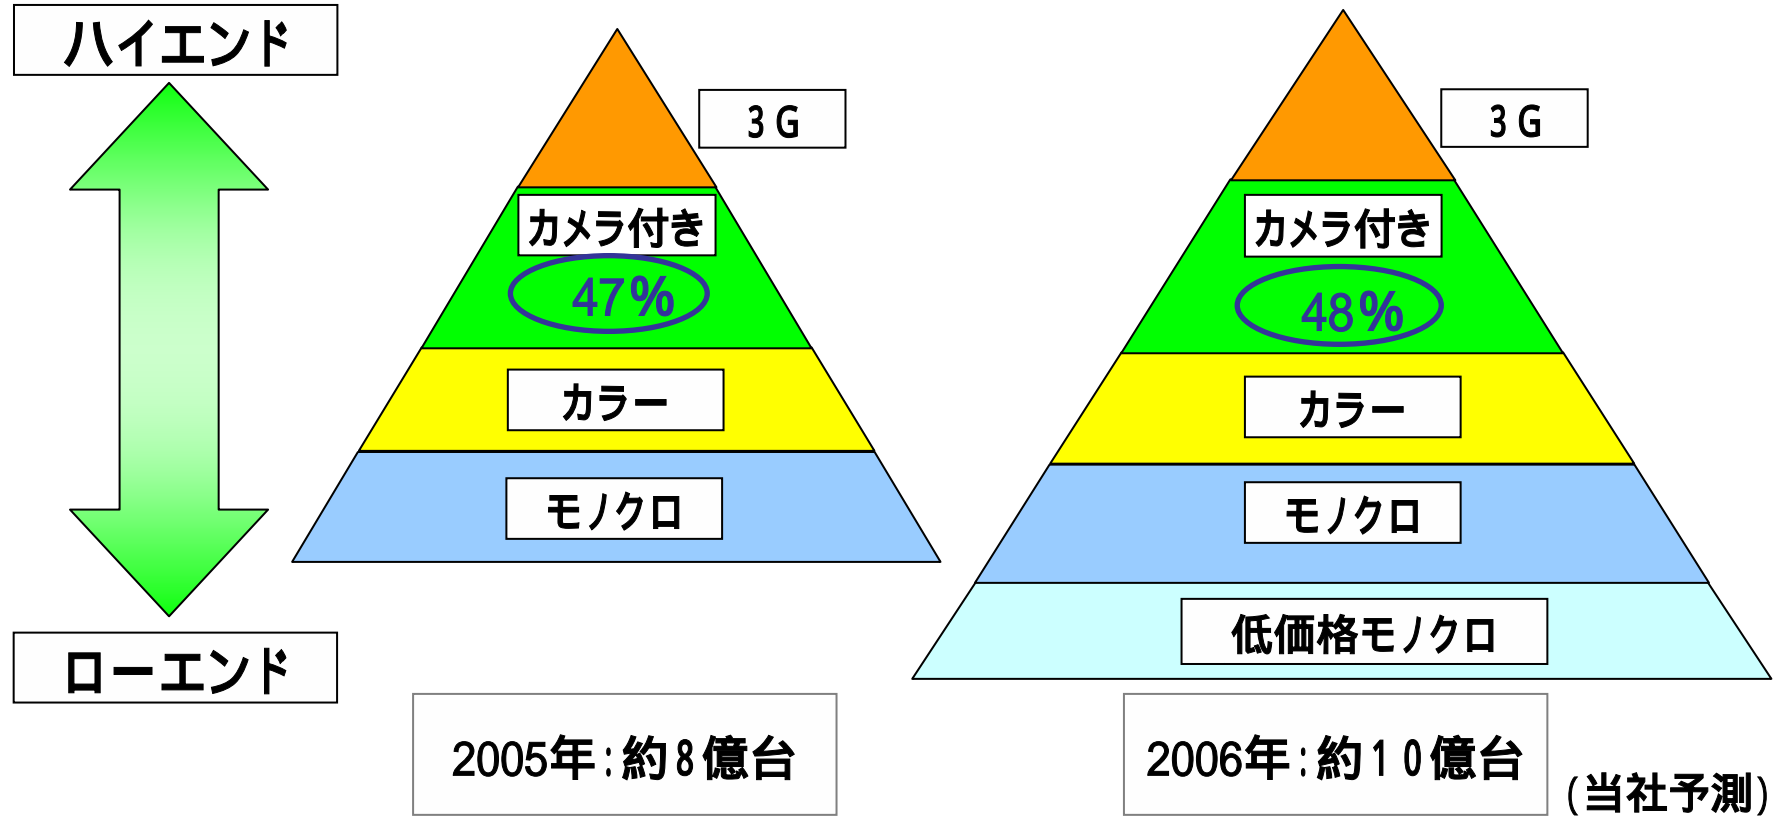 ハイエンド
ローエンド
3G
カメラ付き
47%
カラー
モノクロ
2005年:約8億台
3G
カメラ付き
48%
カラー
モノクロ
低価格モノクロ
2006年:約10億台
(当社予測)